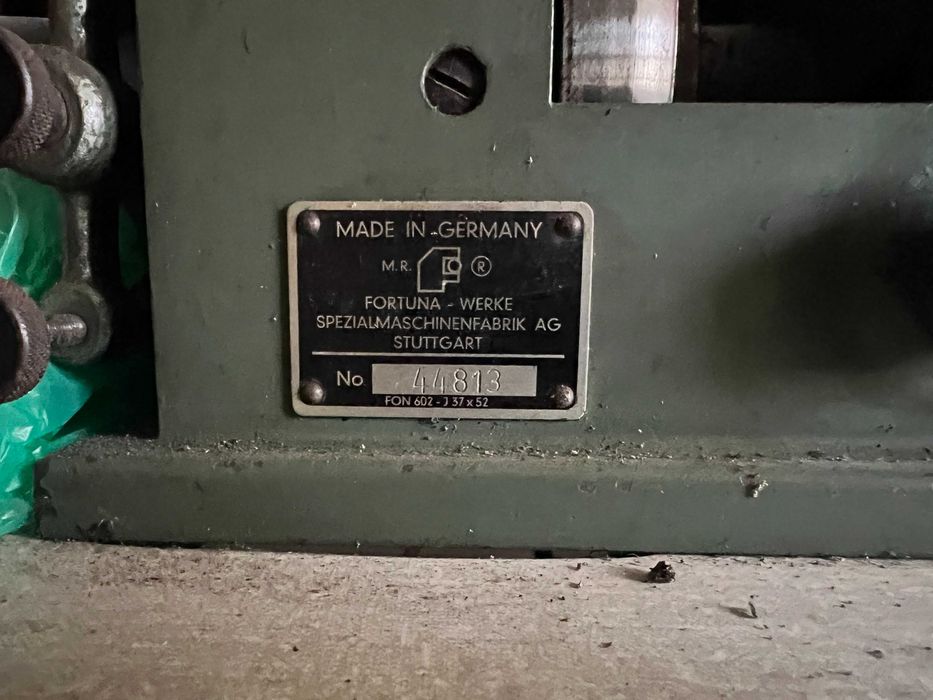 MADE IN GERMANY
M.R. ®
FORTUNA - WERKE
SPEZIALMASCHINENFABRIK AG
STUTTGART
No 44813
FON 602 - J 37 x 52